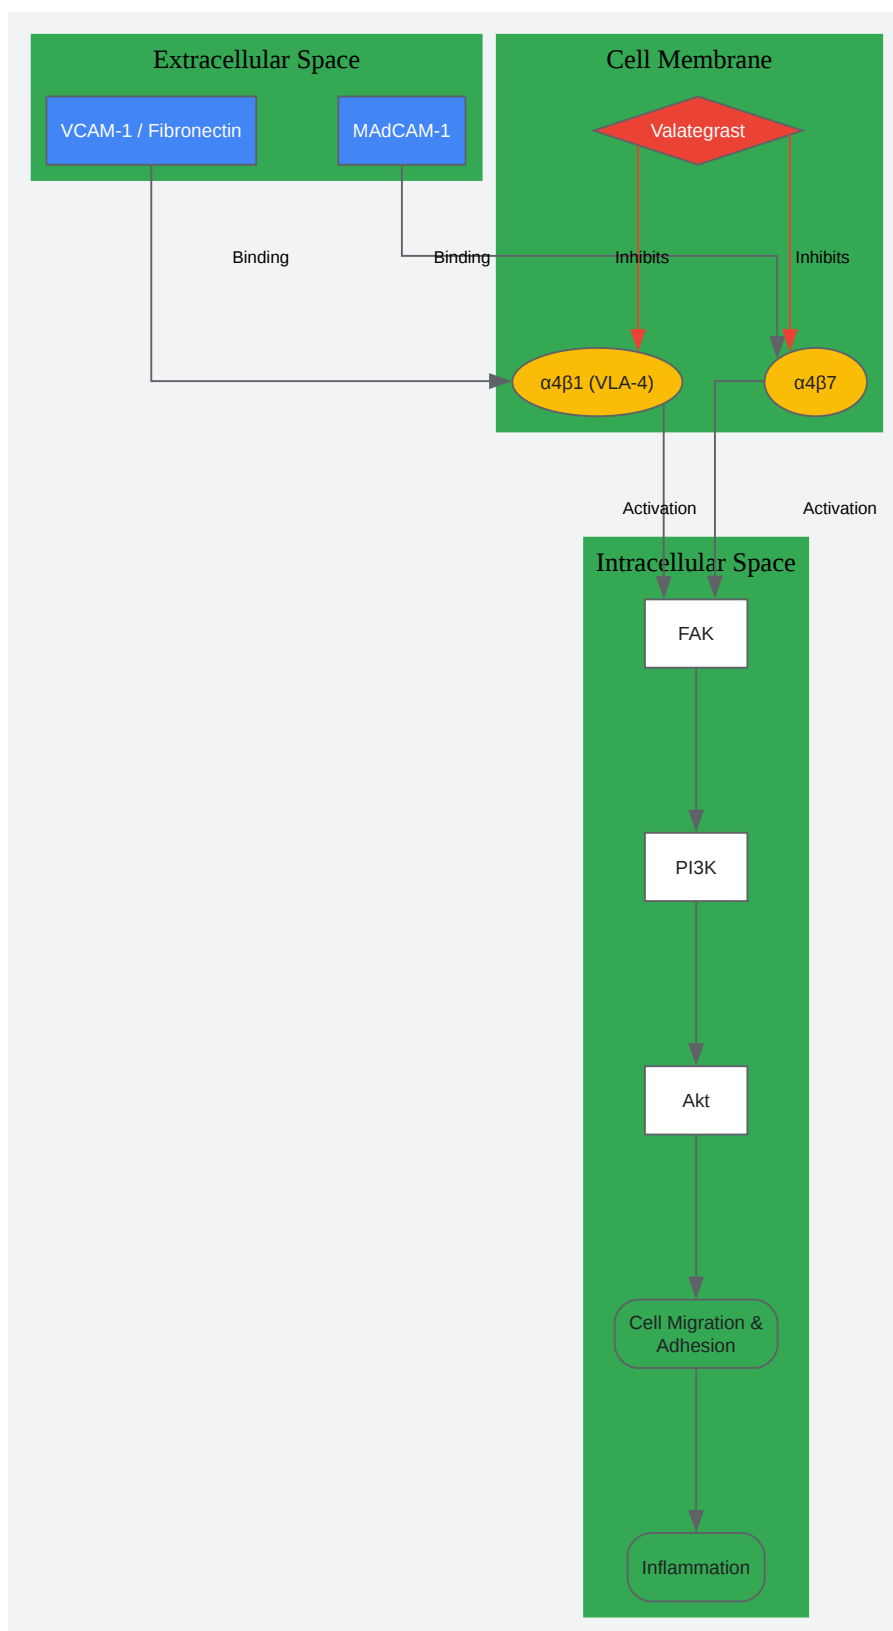 Extracellular Space
Cell Membrane
VCAM-1 / Fibronectin
MAdCAM-1
Valategrast
Binding
Binding
Inhibits
Inhibits
α4β1 (VLA-4)
α4β7
Activation
Activation
Intracellular Space
FAK
PI3K
Akt
Cell Migration &
Adhesion
Inflammation